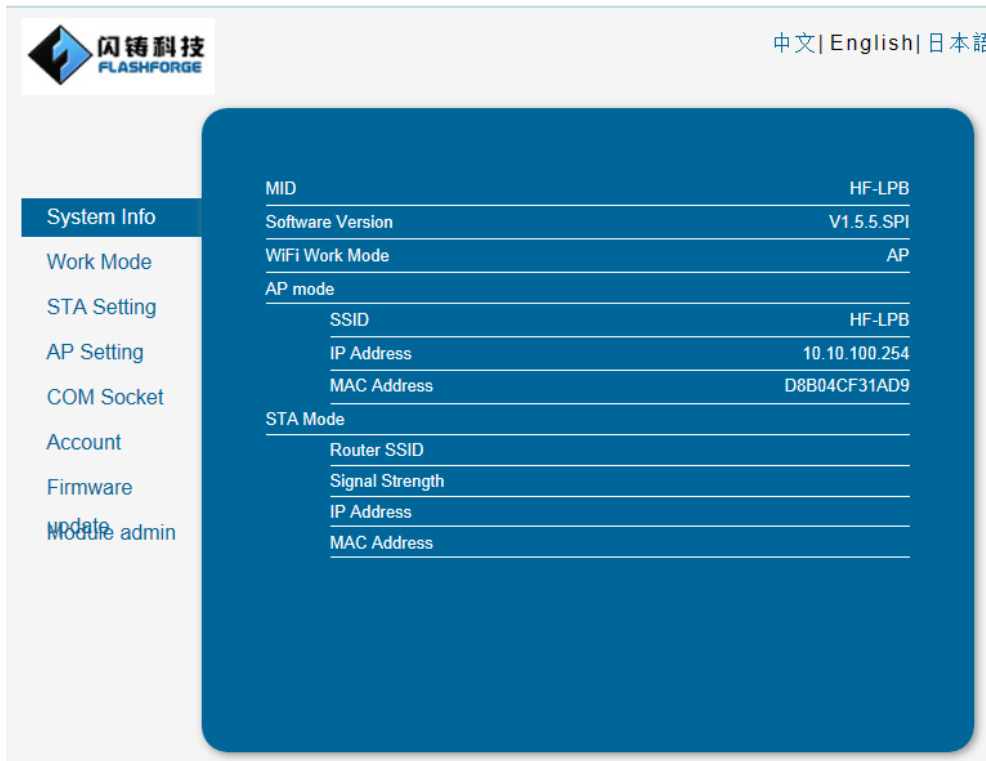 闪铸科技
FLASHFORGE
中文| English| 日本語
System Info
Work Mode
STA Setting
AP Setting
COM Socket
Account
Firmware
update
Module admin
MID HF-LPB
Software Version V1.5.5.SPI
WiFi Work Mode AP
AP mode
SSID HF-LPB
IP Address 10.10.100.254
MAC Address D8B04CF31AD9
STA Mode
Router SSID
Signal Strength
IP Address
MAC Address